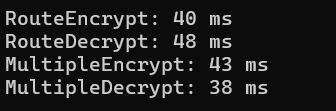 RouteEncrypt: 40 ms
RouteDecrypt: 48 ms
MultipleEncrypt: 43 ms
MultipleDecrypt: 38 ms